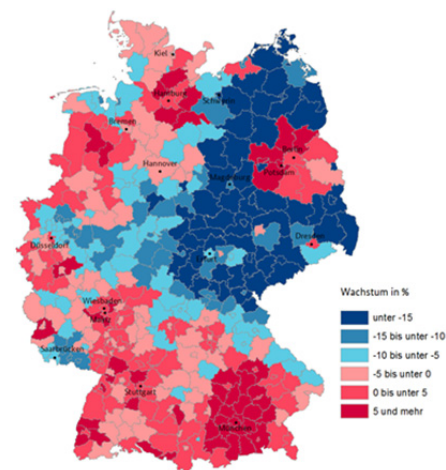 Kiel
Hamburg
Schwerin
Bremen
Berlin
Hannover
Potsdam
Magdeburg
Düsseldorf
Erfurt
Dresden
Wiesbaden
Mainz
Saarbrücken
Stuttgart
München
Wachstum in %
unter -15
-15 bis unter -10
-10 bis unter -5
-5 bis unter 0
0 bis unter 5
5 und mehr